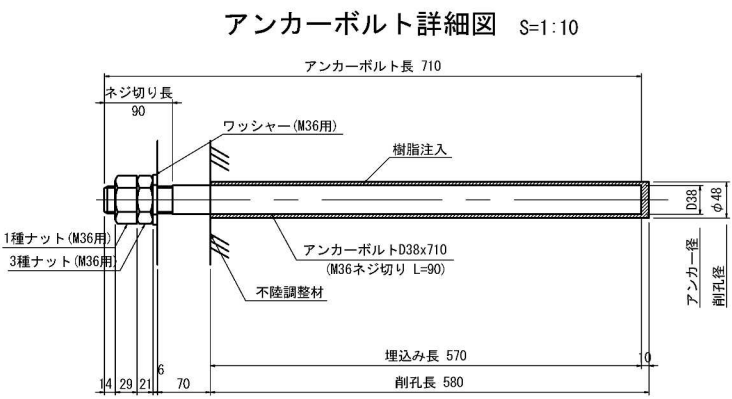 アンカーボルト詳細図 S=1:10
アンカーボルト長 710
ネジ切り長
90
ワッシャー(M36用)
樹脂注入
D38
φ48
1種ナット(M36用)
3種ナット(M36用)
アンカーボルトD38x710
(M36ネジ切り L=90)
不陸調整材
アンカー径
削孔径
埋込み長 570
10
14
29
21
6
70
削孔長 580